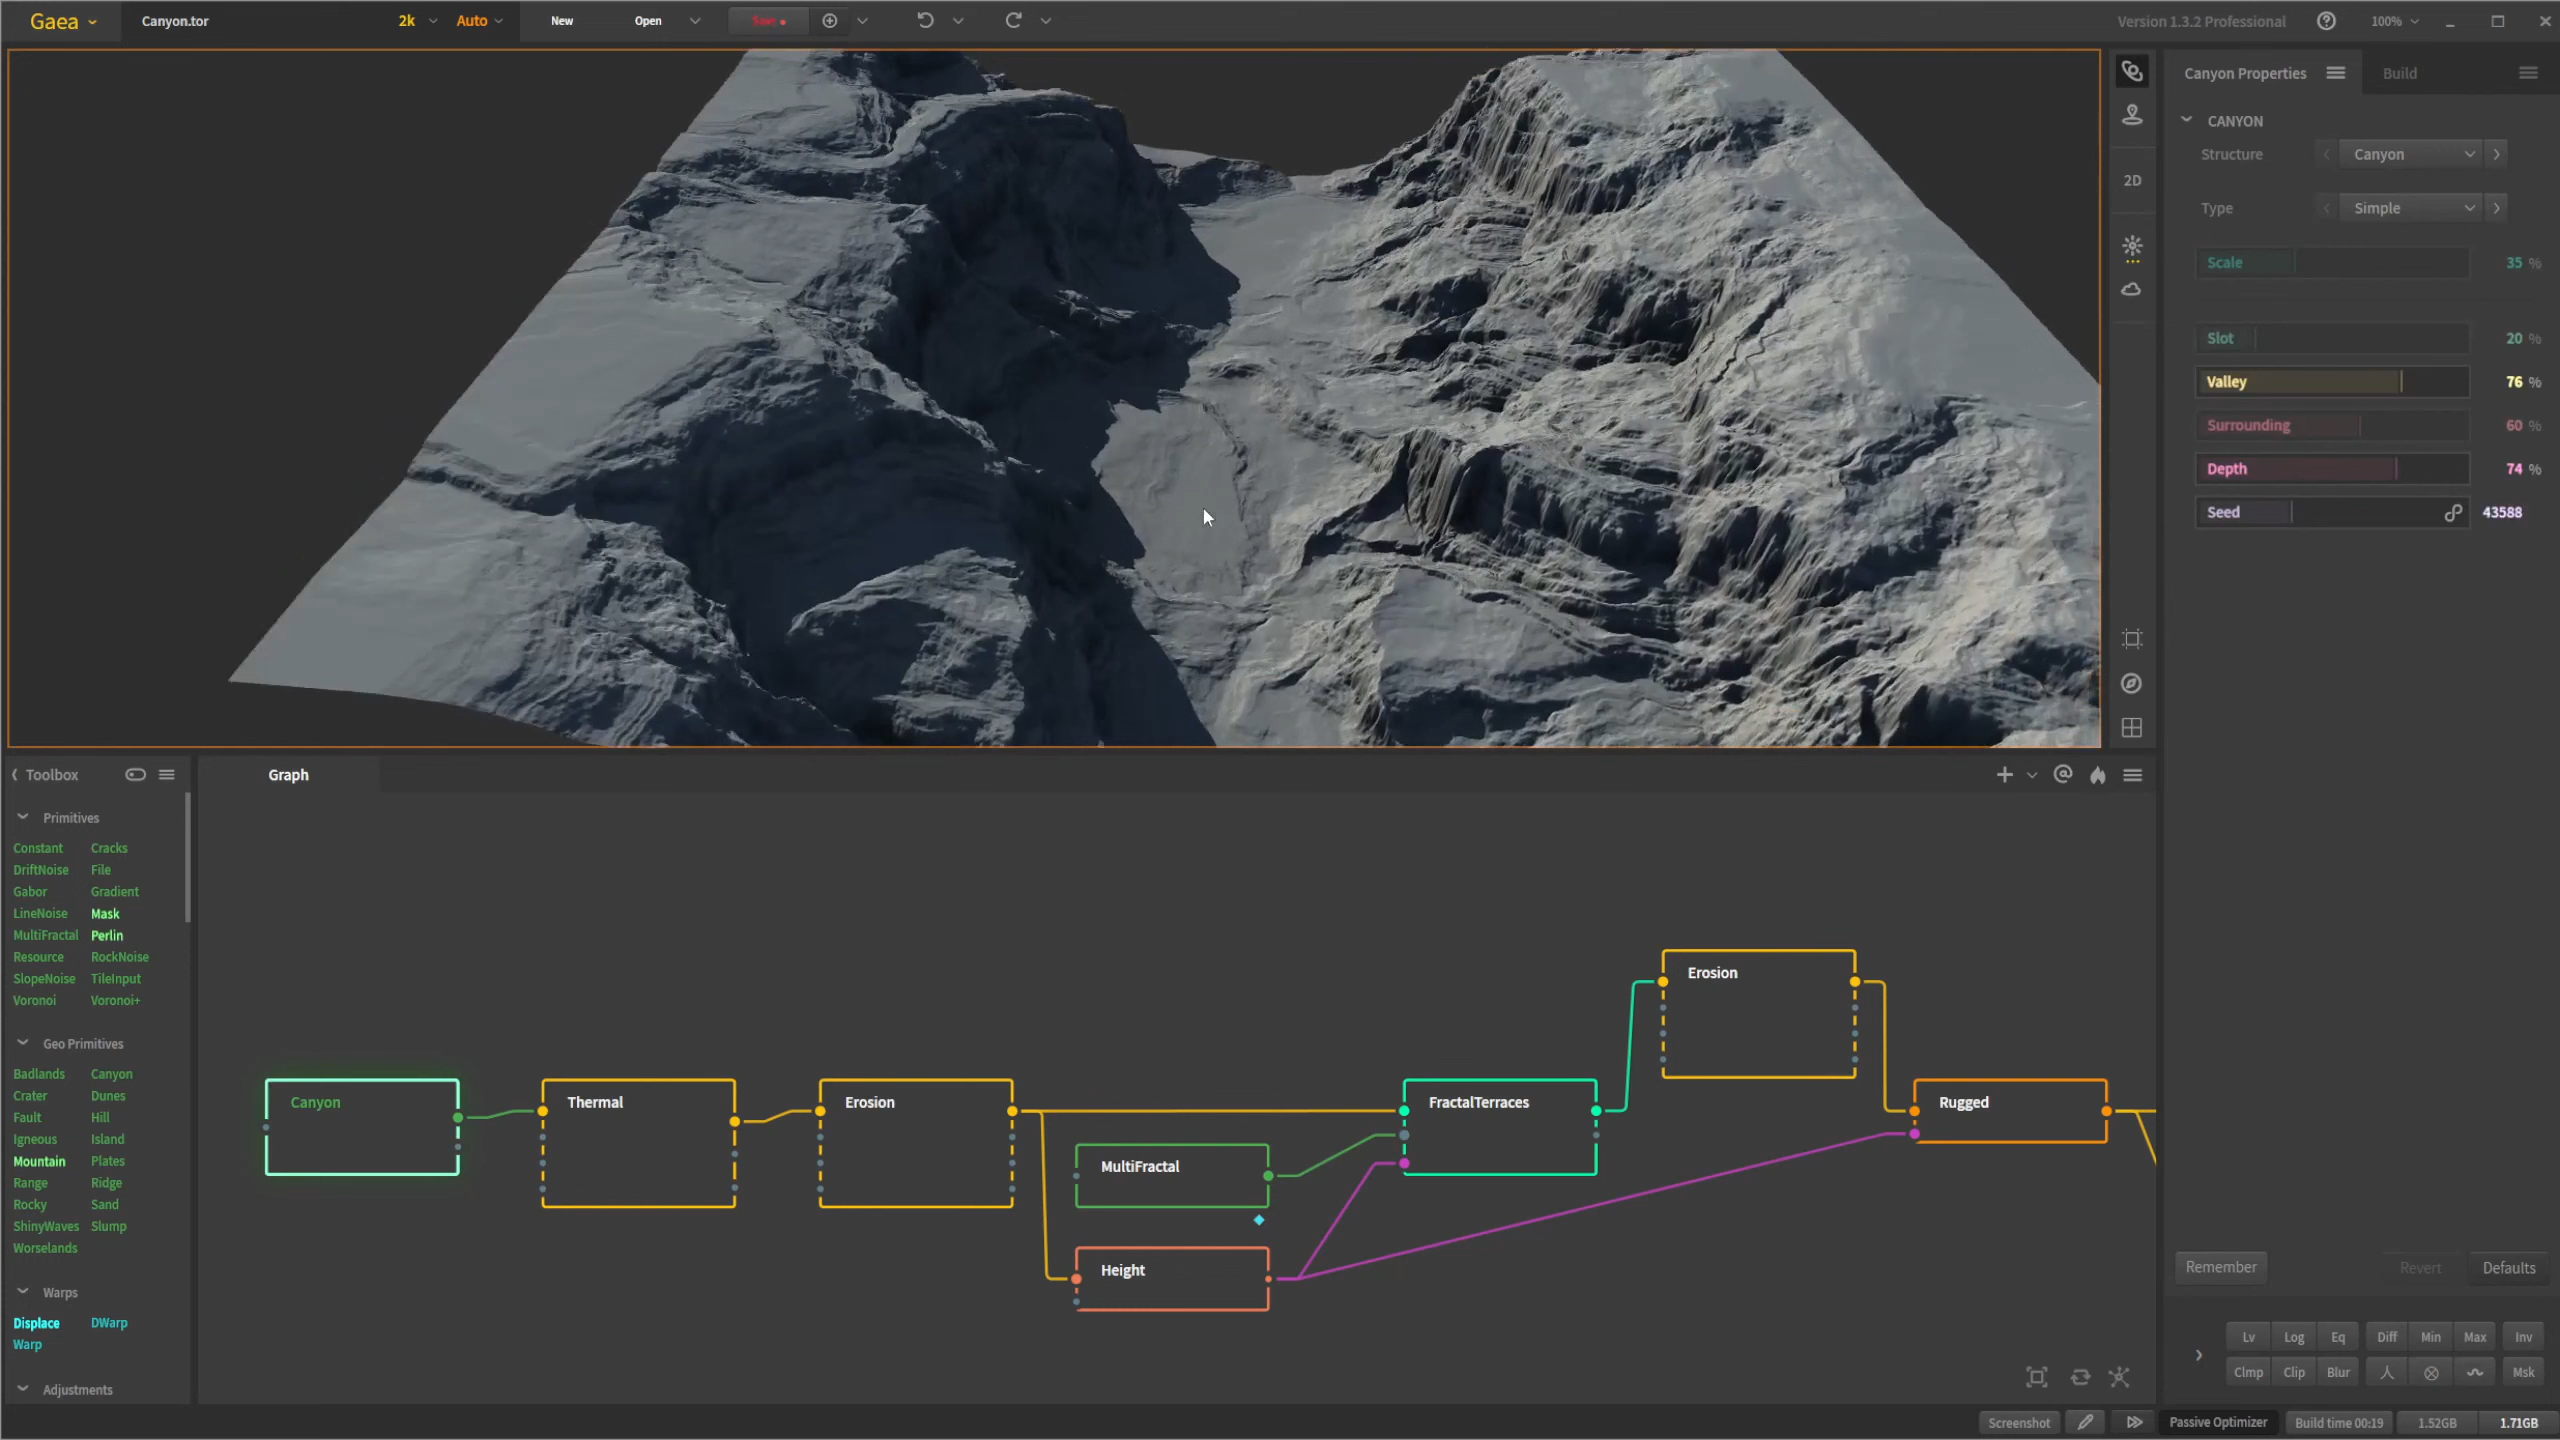 Gaea Canyon.tor 2k Auto New Open Save Version 1.3.2 Professional 100%
Canyon Properties Build
CANYON
Structure Canyon
Type Simple
Scale 35 %
Slot 20 %
Valley 76 %
Surrounding 60 %
Depth 74 %
Seed 43588
2D
Toolbox
Graph
Primitives
Constant Cracks
DriftNoise File
Gabor Gradient
LineNoise Mask
MultiFractal Perlin
Resource RockNoise
SlopeNoise TileInput
Voronoi Voronoi+
Geo Primitives
Badlands Canyon
Crater Dunes
Fault Hill
Igneous Island
Mountain Plates
Range Ridge
Rocky Sand
ShinyWaves Slump
Worselands
Warps
Displace DWarp
Warp
Adjustments
Erosion
Canyon Thermal Erosion FractalTerraces Rugged
MultiFractal
Height
Remember Revert Defaults
Lv Log Eq Diff Min Max Inv
Clmp Clip Blur Msk
Screenshot Passive Optimizer Build time 00:19 1.52GB 1.71GB